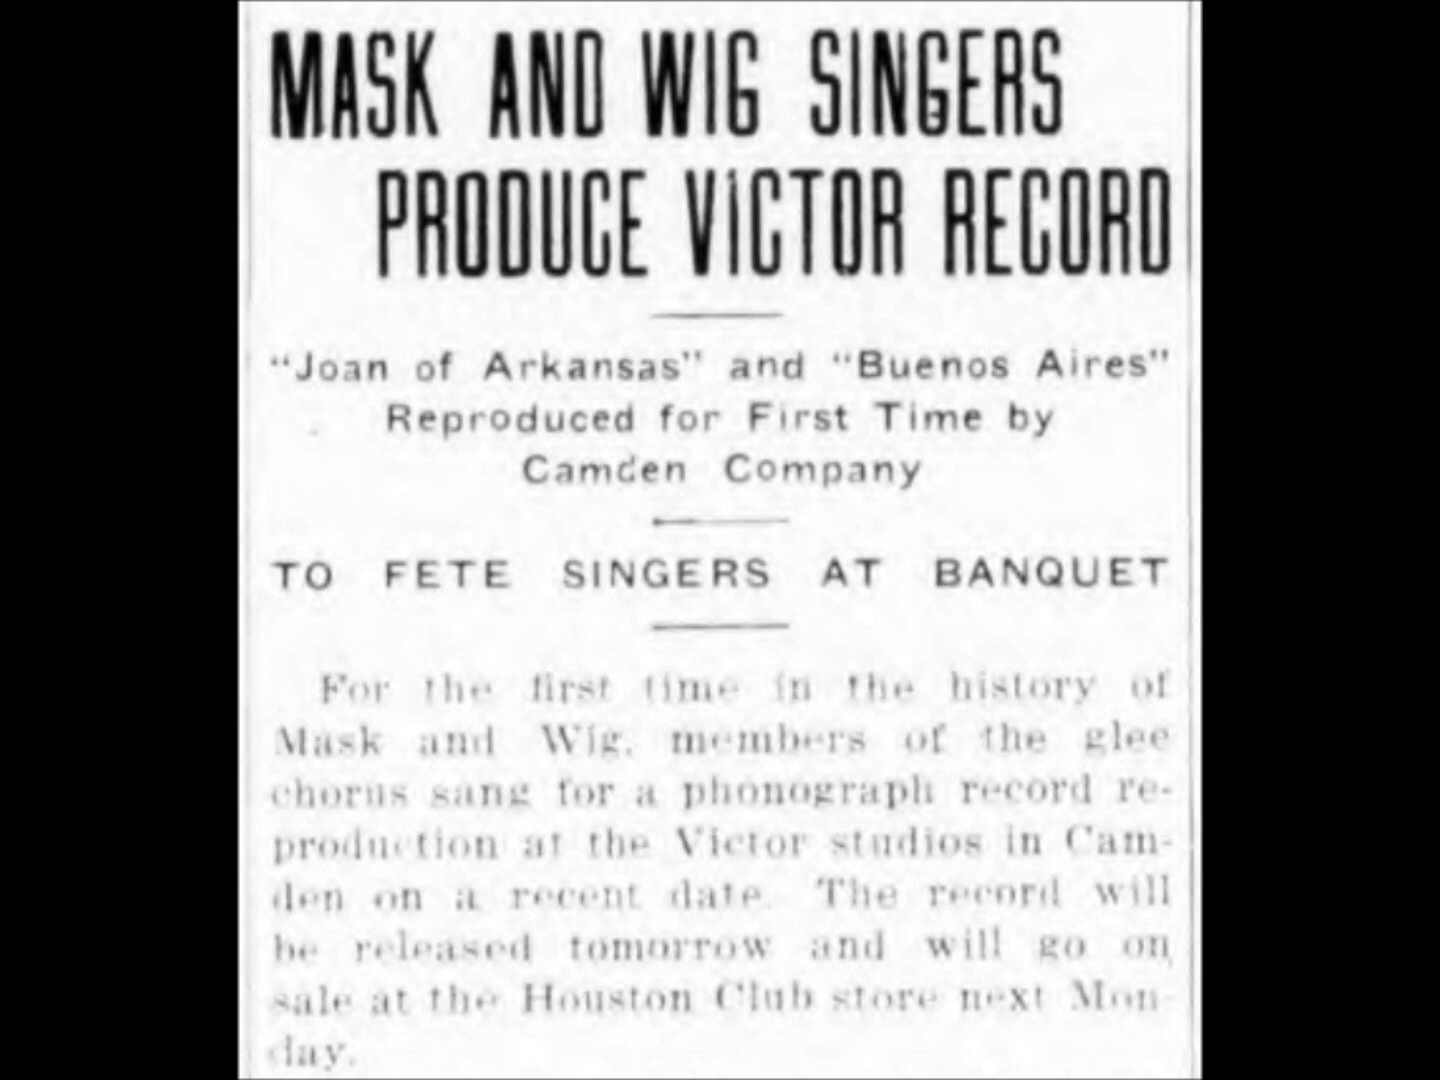 MASK AND WIG SINGERS
PRODUCE VICTOR RECORD
"Joan of Arkansas" and "Buenos Aires"
Reproduced for First Time by
Camden Company
TO FETE SINGERS AT BANQUET
For the first time in the history of
Mask and Wig, members of the glee
chorus sang for a phonograph record re-
production at the Victor studios in Cam-
den on a recent date. The record will
be released tomorrow and will go on
sale at the Houston Club store next Mon-
day.